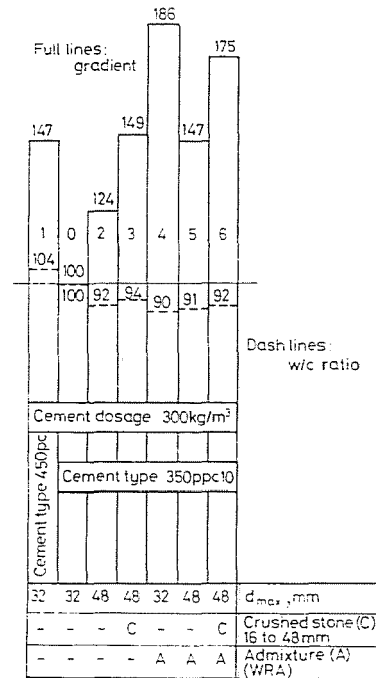 186
Full lines:
gradient
175
147
149
147
124
1 0 2 3 4 5 6
104
100
100
92
94
90
91
92
Dash lines:
w/c ratio
Cement dosage 300kg/m³
Cement type 450pc
Cement type 350ppc10
32 32 48 48 32 48 48 dmax, mm
- - - C - - C Crushed stone (C)
16 to 48mm
- - - - A A A Admixture (A)
(WRA)